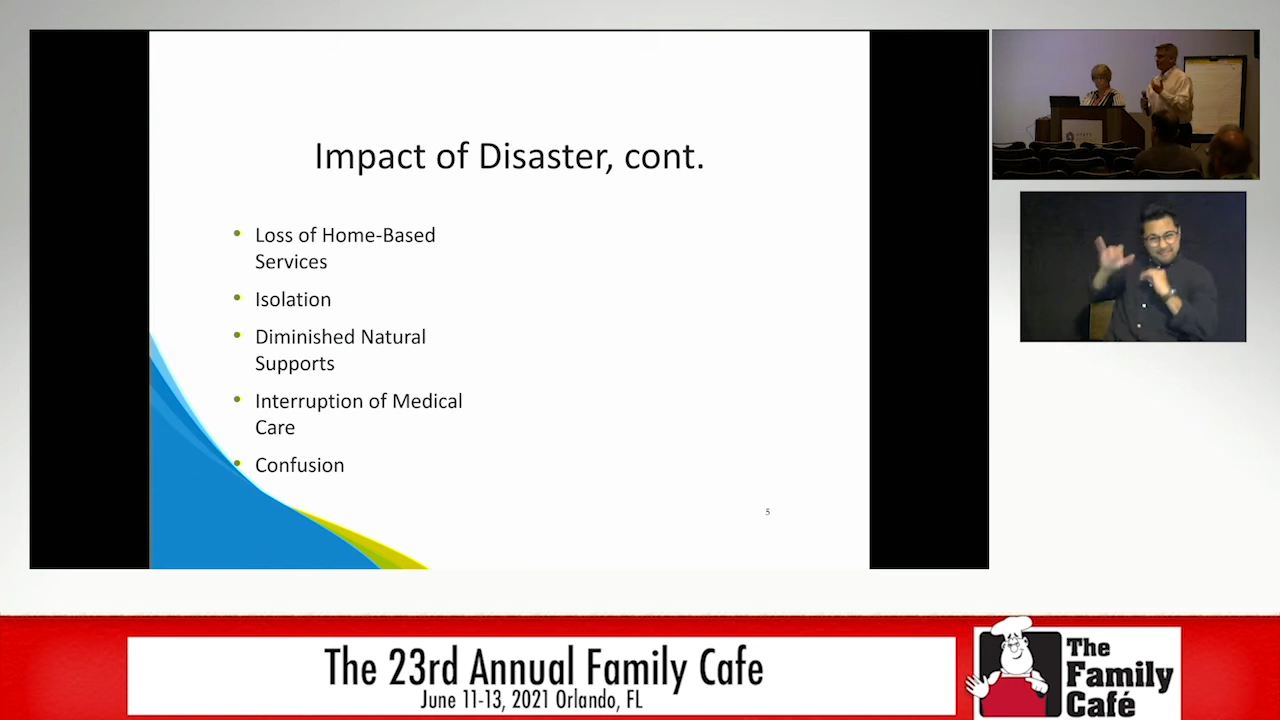 Impact of Disaster, cont.
• Loss of Home-Based
Services
• Isolation
• Diminished Natural
Supports
• Interruption of Medical
Care
• Confusion
5
The 23rd Annual Family Cafe
June 11-13, 2021 Orlando, FL
The
Family
Café